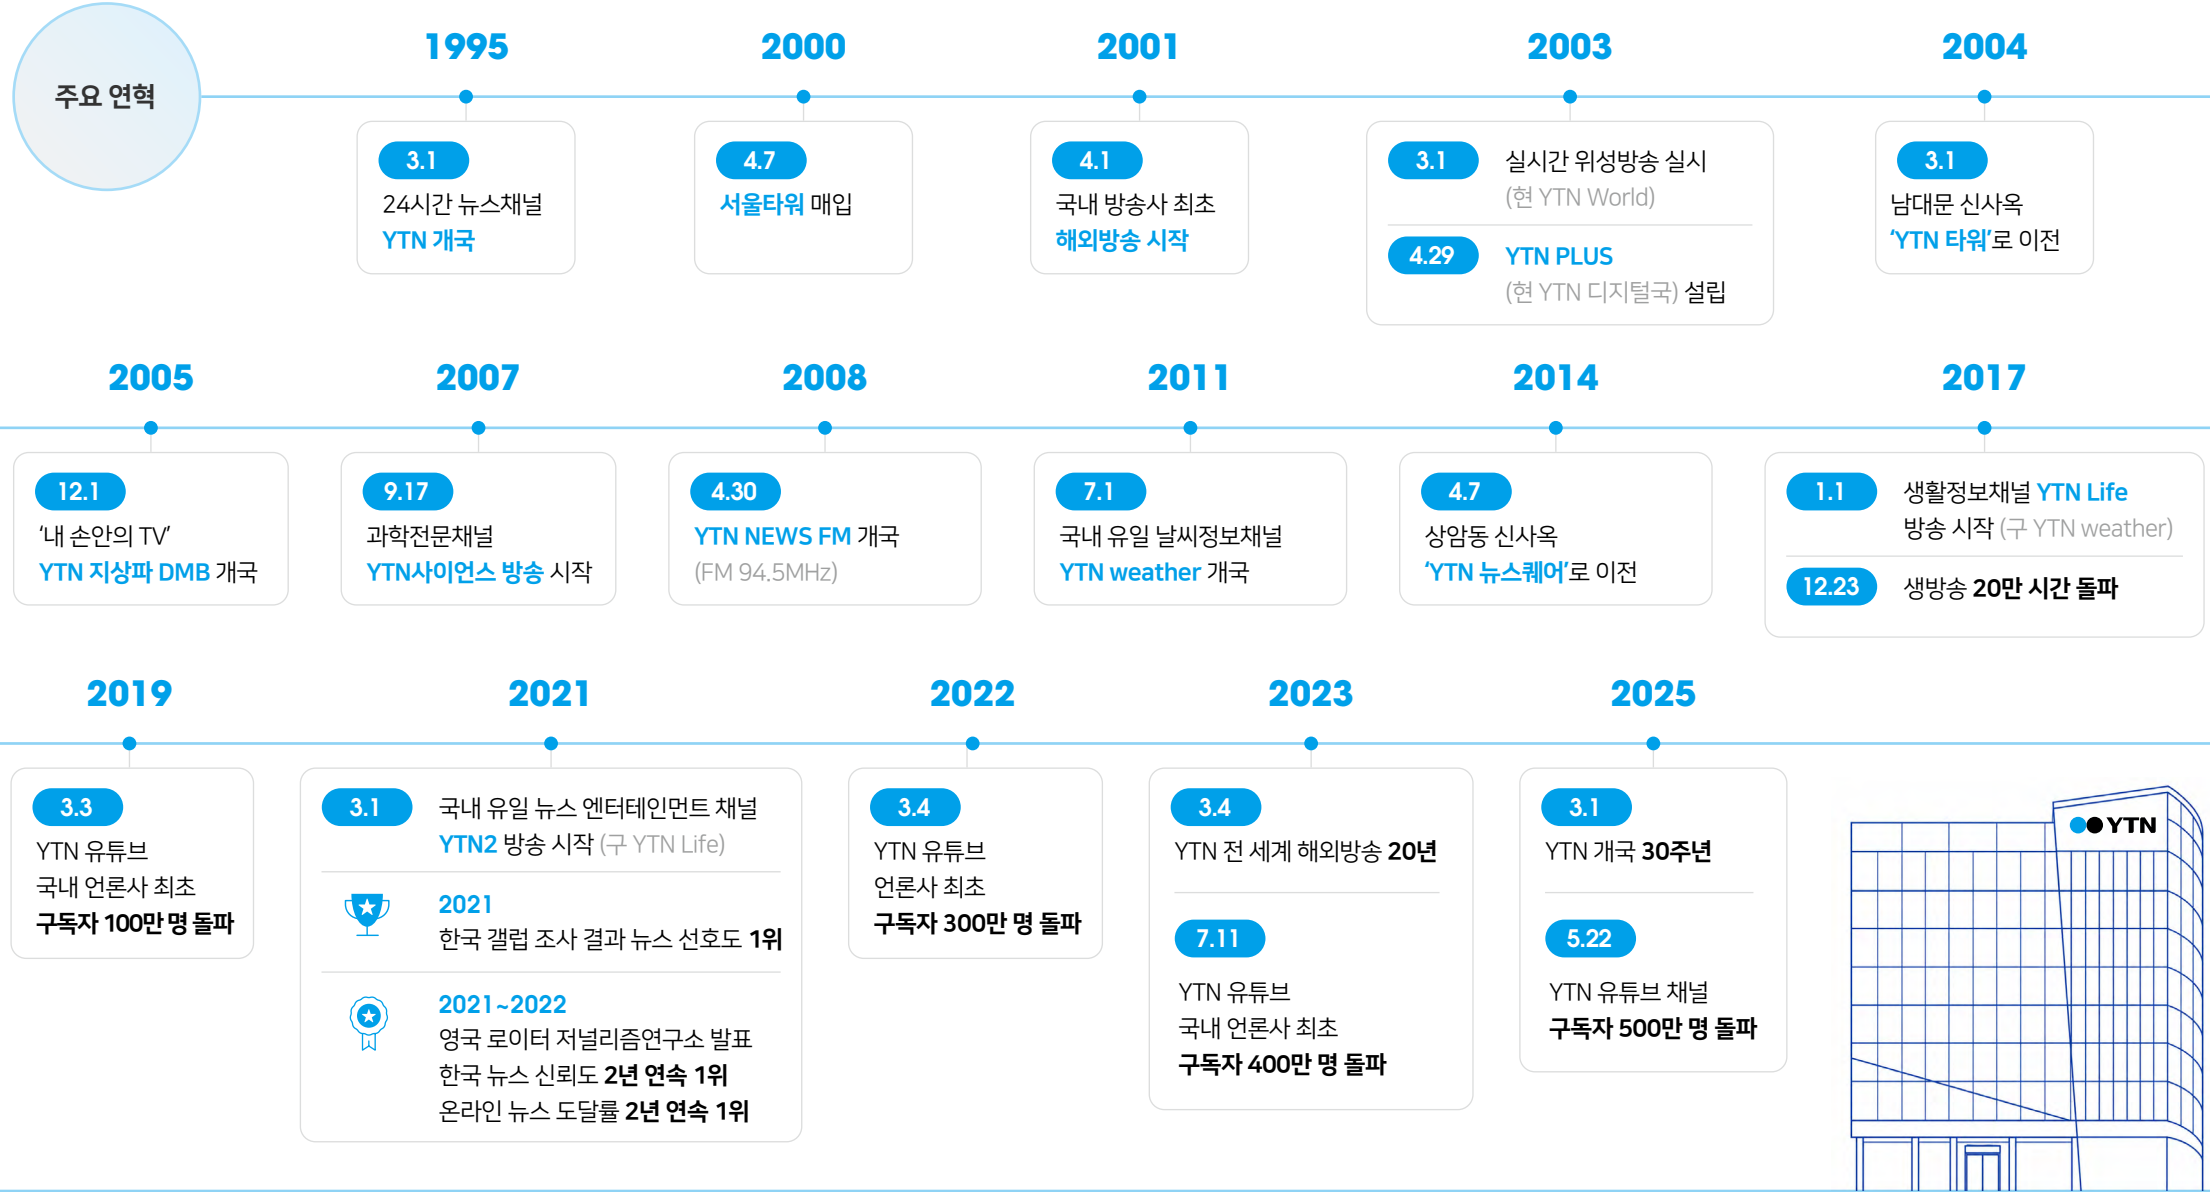 주요 연혁
1995
3.1
24시간 뉴스채널
YTN 개국
2000
4.7
서울타워 매입
2001
4.1
국내 방송사 최초
해외방송 시작
2003
3.1
실시간 위성방송 실시
(현 YTN World)
4.29
YTN PLUS
(현 YTN 디지털국) 설립
2004
3.1
남대문 신사옥
‘YTN 타워’로 이전
2005
12.1
‘내 손안의 TV’
YTN 지상파 DMB 개국
2007
9.17
과학전문채널
YTN사이언스 방송 시작
2008
4.30
YTN NEWS FM 개국
(FM 94.5MHz)
2011
7.1
국내 유일 날씨정보채널
YTN weather 개국
2014
4.7
상암동 신사옥
‘YTN 뉴스퀘어’로 이전
2017
1.1
생활정보채널 YTN Life
방송 시작 (구 YTN weather)
12.23
생방송 20만 시간 돌파
2019
3.3
YTN 유튜브
국내 언론사 최초
구독자 100만 명 돌파
2021
3.1
국내 유일 뉴스 엔터테인먼트 채널
YTN2 방송 시작 (구 YTN Life)
2021
한국 갤럽 조사 결과 뉴스 선호도 1위
2021~2022
영국 로이터 저널리즘연구소 발표
한국 뉴스 신뢰도 2년 연속 1위
온라인 뉴스 도달률 2년 연속 1위
2022
3.4
YTN 유튜브
언론사 최초
구독자 300만 명 돌파
2023
3.4
YTN 전 세계 해외방송 20년
7.11
YTN 유튜브
국내 언론사 최초
구독자 400만 명 돌파
2025
3.1
YTN 개국 30주년
5.22
YTN 유튜브 채널
구독자 500만 명 돌파
YTN